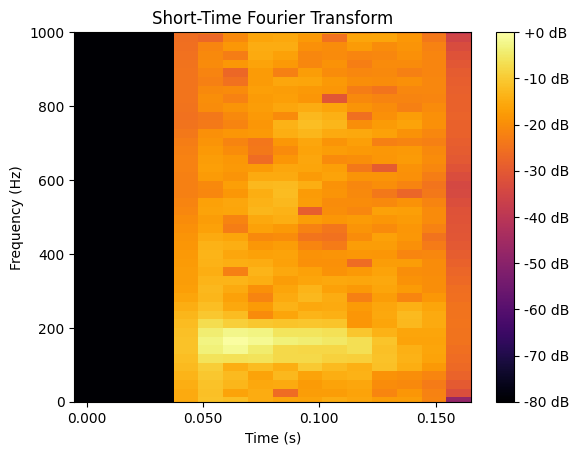 Short-Time Fourier Transform
1000
800
600
400
200
0
Frequency (Hz)
0.000
0.050
0.100
0.150
Time (s)
+0 dB
-10 dB
-20 dB
-30 dB
-40 dB
-50 dB
-60 dB
-70 dB
-80 dB